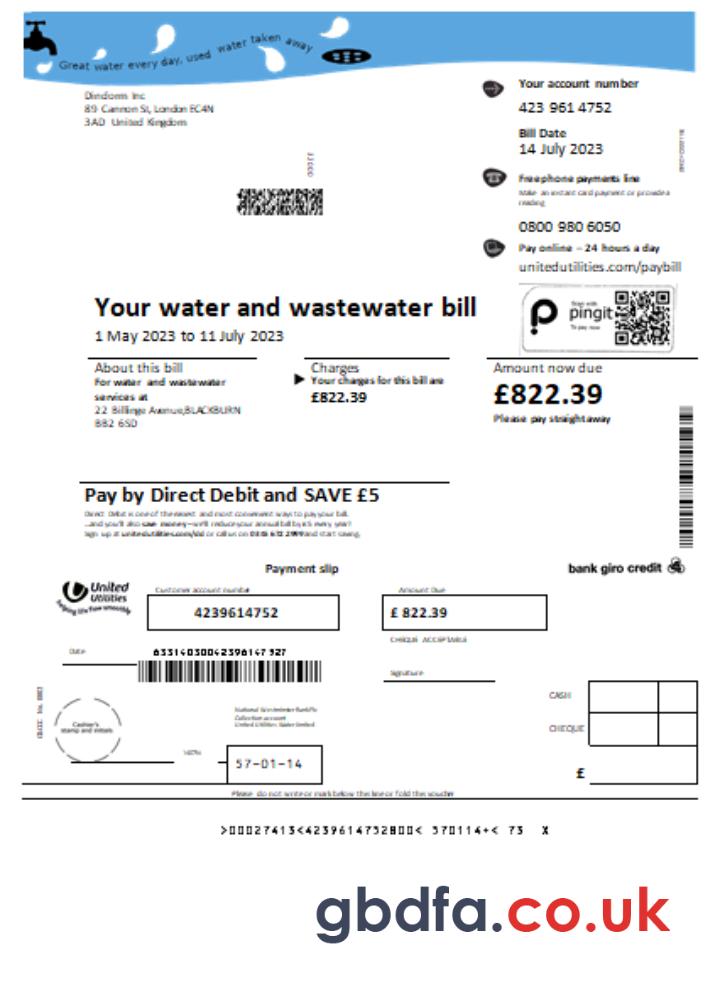 Great water every day, used water taken away
Dindorm Inc
89 Cannon St, London EC4N
3AD United Kingdom
Your account number
423 961 4752
Bill Date
14 July 2023
Freephone payments line
Make an instant card payment or provide a
reading
0800 980 6050
Pay online – 24 hours a day
unitedutilities.com/paybill
Scan with
pingit
To pay now
Your water and wastewater bill
1 May 2023 to 11 July 2023
About this bill
For water and wastewater
services at
22 Billinge Avenue,BLACKBURN
BB2 6SD
Charges
Your charges for this bill are
£822.39
Amount now due
£822.39
Please pay straight away
Pay by Direct Debit and SAVE £5
Direct Debit is one of the easiest and most convenient ways to pay your bill.
...and you'll also save money – we'll reduce your annual bill by £5 every year!
Sign up at unitedutilities.com/dd or call us on 0345 672 2999 and start saving.
Payment slip
bank giro credit
United
Utilities
helping life flow smoothly
Customer account number
4239614752
Amount Due
£ 822.39
CHEQUE ACCEPTABLE
Date
Signature
CASH
CHEQUE
£
Cashier's
stamp and initials
National Westminster Bank Plc
Collection account
United Utilities Water limited
57-01-14
Please do not write or mark below this line or fold this voucher
gbdfa.co.uk